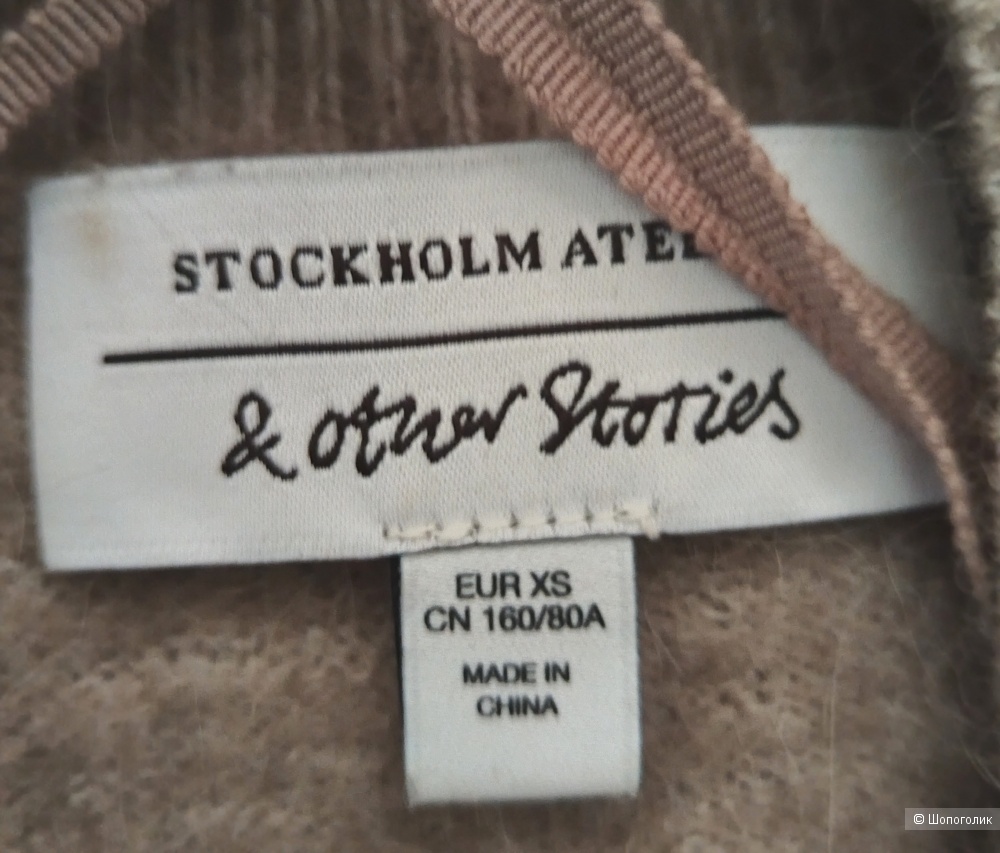 STOCKHOLM ATEL
& other Stories
EUR XS
CN 160/80A
MADE IN
CHINA
© Шопоголик